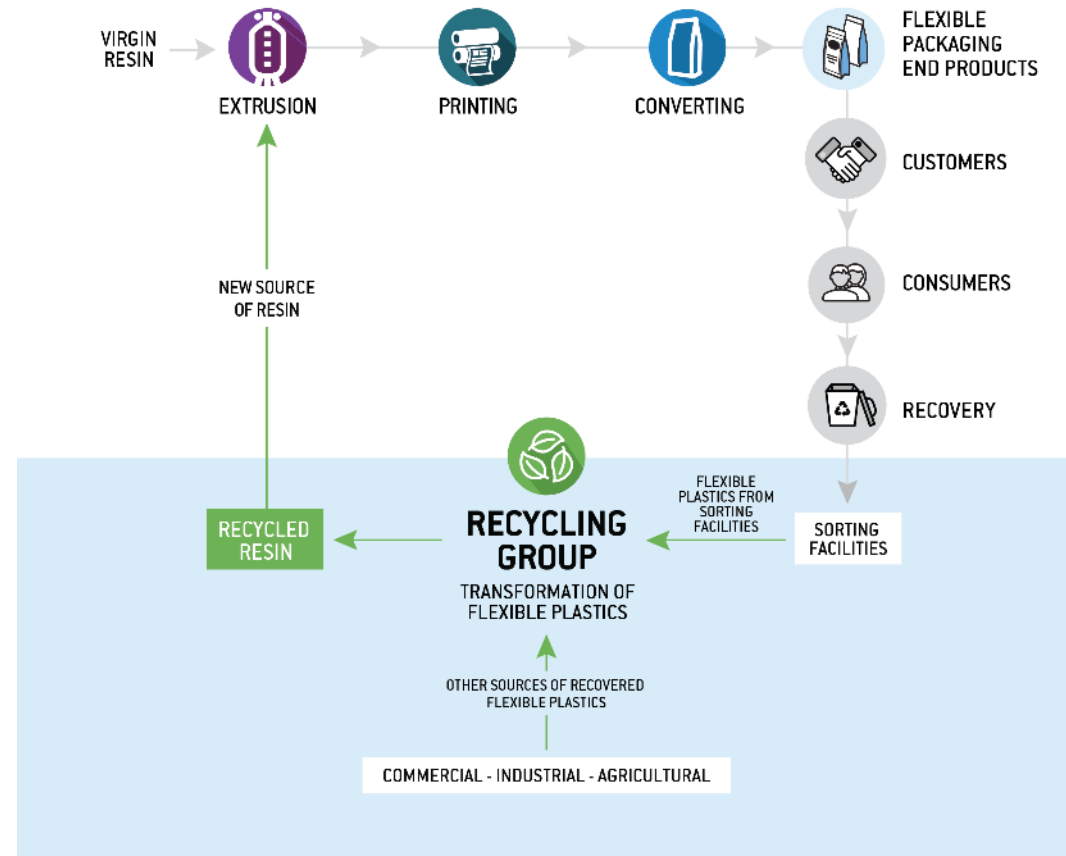 VIRGIN
RESIN
EXTRUSION
PRINTING
CONVERTING
FLEXIBLE
PACKAGING
END PRODUCTS
CUSTOMERS
CONSUMERS
RECOVERY
NEW SOURCE
OF RESIN
FLEXIBLE
PLASTICS FROM
SORTING
FACILITIES
SORTING
FACILITIES
RECYCLING
GROUP
TRANSFORMATION OF
FLEXIBLE PLASTICS
RECYCLED
RESIN
OTHER SOURCES OF RECOVERED
FLEXIBLE PLASTICS
COMMERCIAL - INDUSTRIAL - AGRICULTURAL